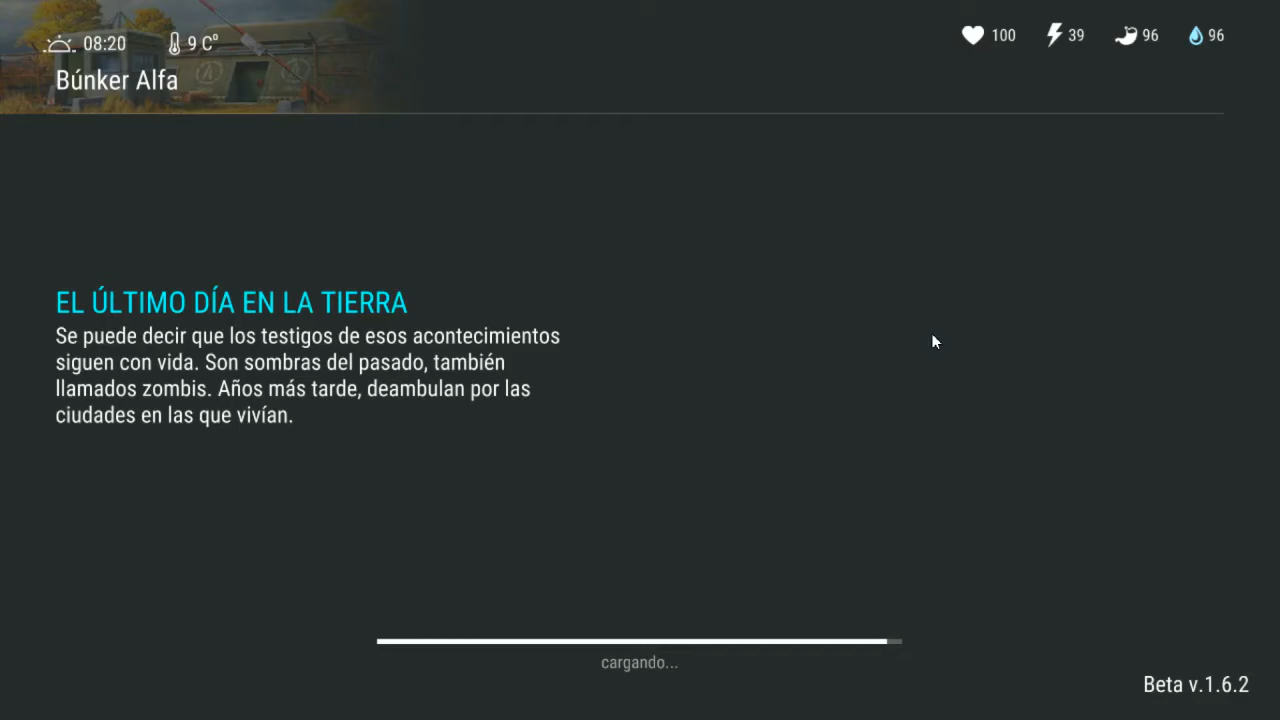 08:20 9 C°
100 39 96 96
Búnker Alfa
EL ÚLTIMO DÍA EN LA TIERRA
Se puede decir que los testigos de esos acontecimientos
siguen con vida. Son sombras del pasado, también
llamados zombis. Años más tarde, deambulan por las
ciudades en las que vivían.
cargando...
Beta v.1.6.2